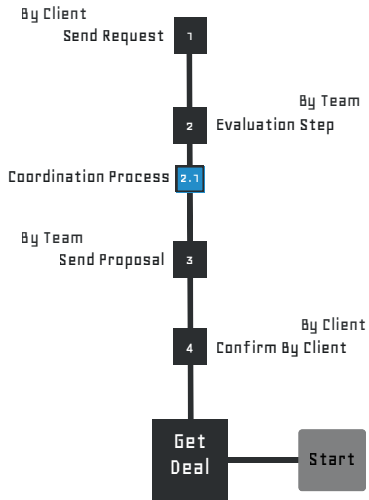 By Client
Send Request
1
By Team
2
Evaluation Step
Coordination Process
2.1
By Team
Send Proposal
3
By Client
4
Confirm By Client
Get
Deal
Start